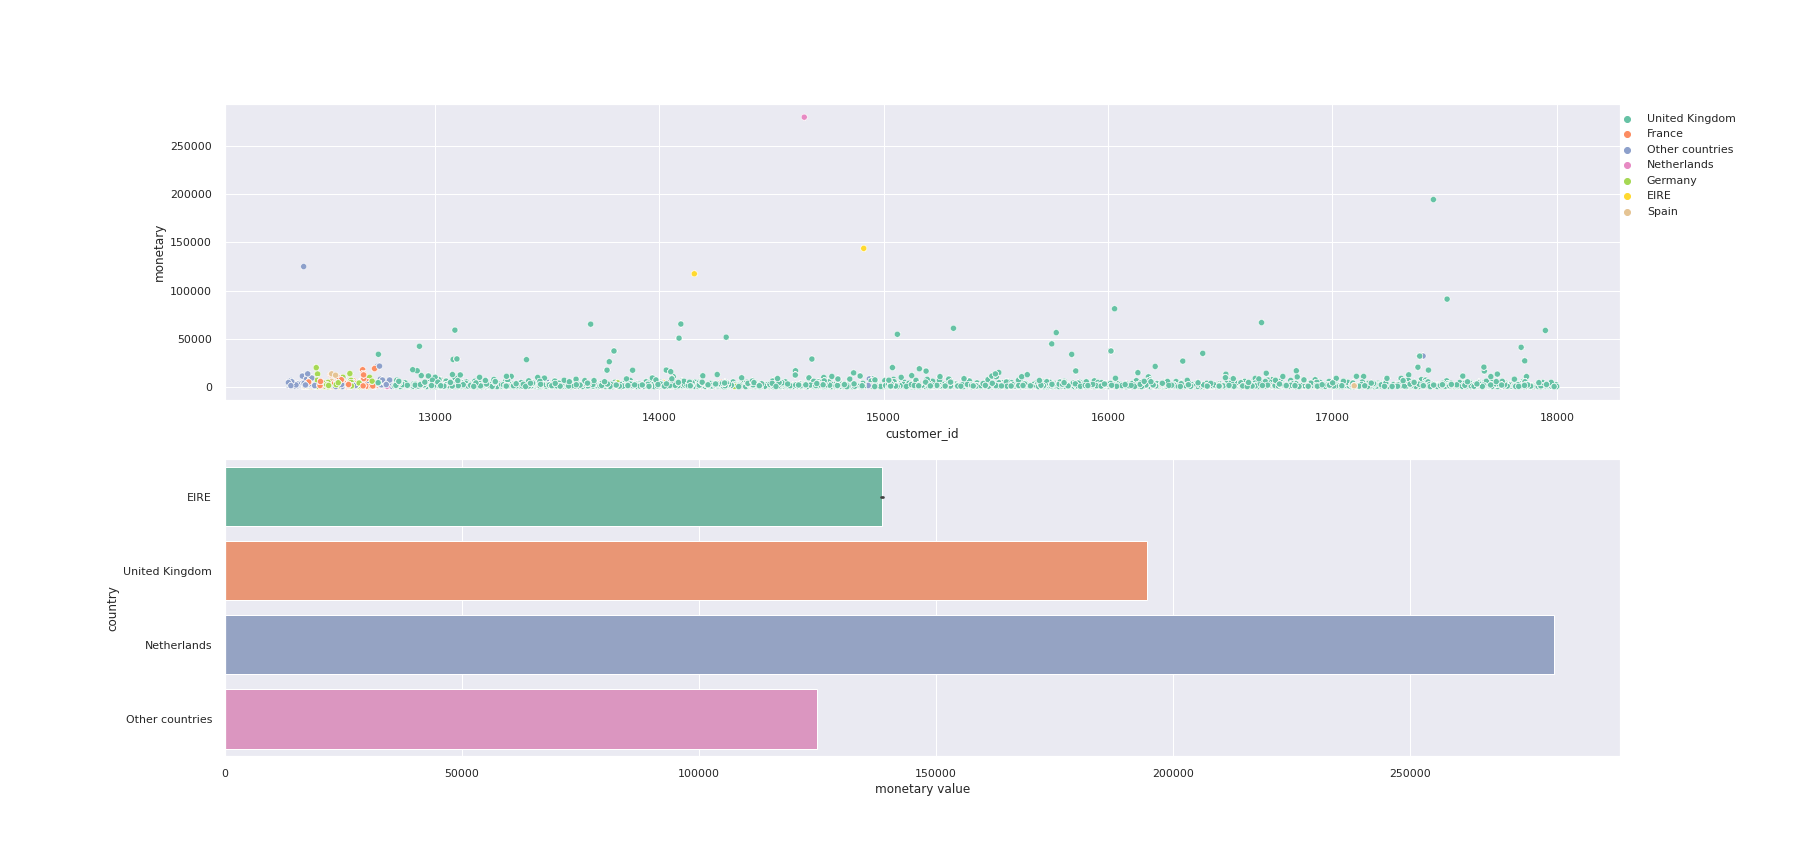 250000
200000
150000
100000
50000
0
monetary
13000 14000 15000 16000 17000 18000
customer_id
United Kingdom
France
Other countries
Netherlands
Germany
EIRE
Spain
EIRE
United Kingdom
Netherlands
Other countries
country
0 50000 100000 150000 200000 250000
monetary value